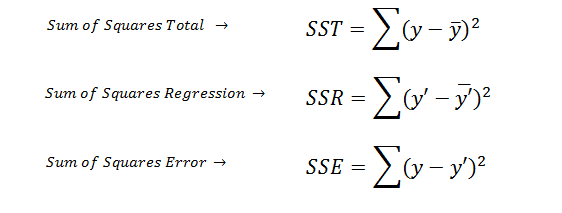 Sum of Squares Total → SST = ∑(y − ȳ)²
Sum of Squares Regression → SSR = ∑(y′ − y̅′̅)²
Sum of Squares Error → SSE = ∑(y − y′)²